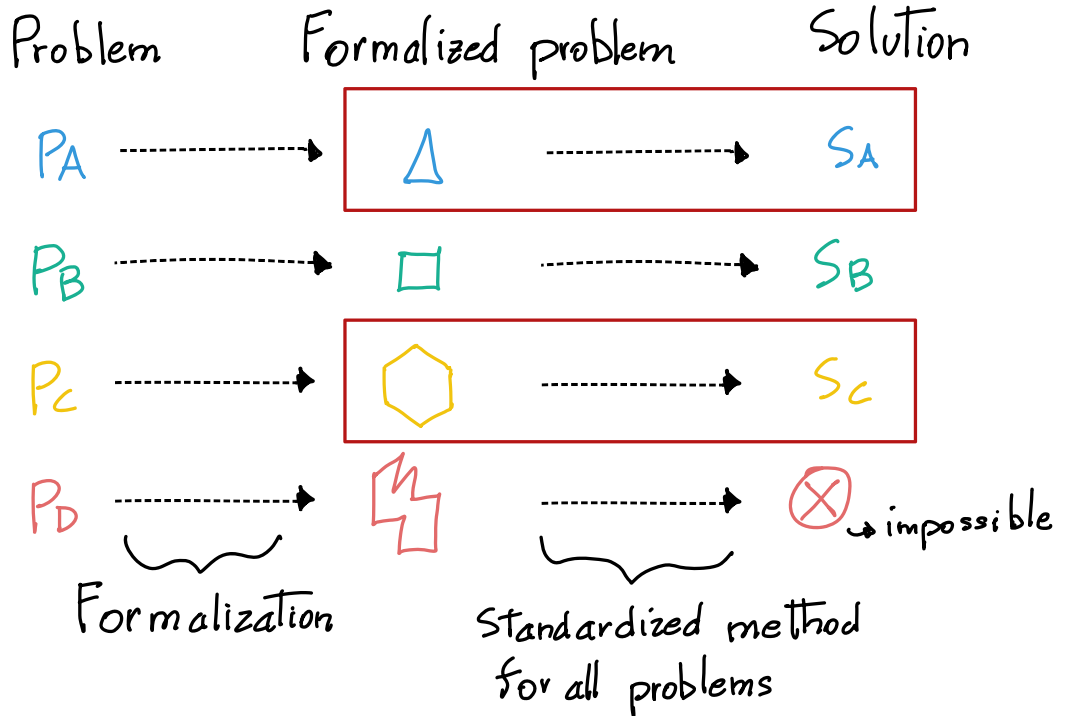 Problem Formalized problem Solution
PA SA
PB SB
PC SC
PD
impossible
Formalization
Standardized method
for all problems